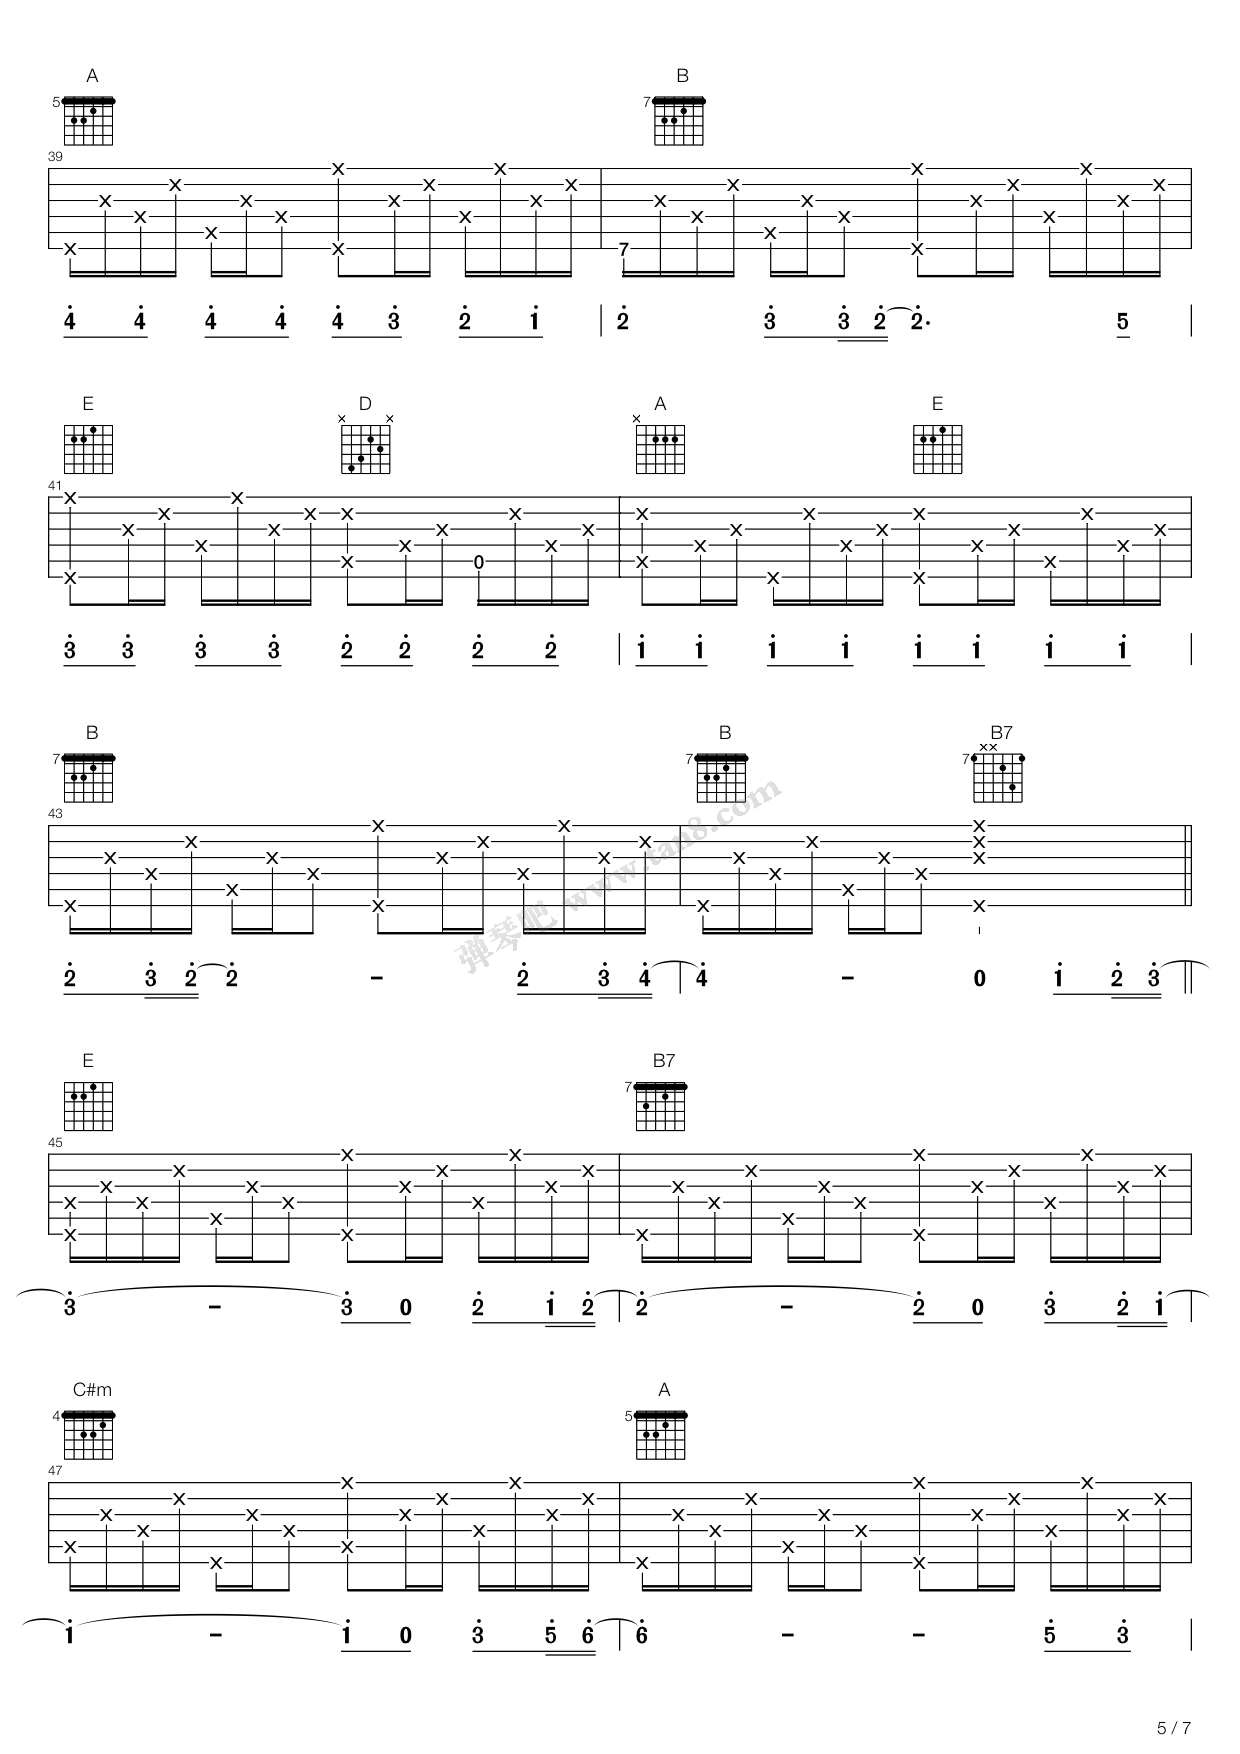 A B
5 7
39
x x x x x x x x x x x x x x x 7 x x x x x x x x x x x x x x
4 4 4 4 4 3 2 1 2 3 3 2 2. 5
E D A E
x x x
41
x x x x x x x x x x x x 0 x x x x x x x x x x x x x x x x x x x x
3 3 3 3 2 2 2 2 1 1 1 1 1 1 1 1
B B B7
7 7 7 xx
43
x x x x x x x x x x x x x x x x x x x x x x x x x x
2 3 2 2 - 2 3 4 4 - 0 1 2 3
弹琴吧 www.tan8.com
E B7
7
45
x x x x x x x x x x x x x x x x x x x x x x x x x x x x x x x
3 - 3 0 2 1 2 2 - 2 0 3 2 1
C#m A
4 5
47
x x x x x x x x x x x x x x x x x x x x x x x x x x x x x x
1 - 1 0 3 5 6 6 - - 5 3
5 / 7